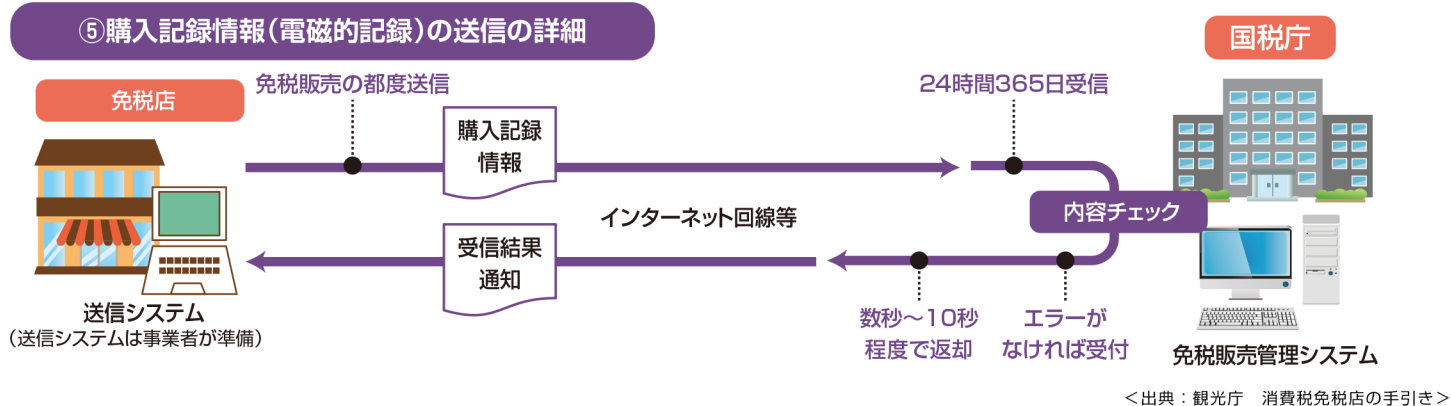 ⑤購入記録情報（電磁的記録）の送信の詳細
国税庁
免税店
免税販売の都度送信
24時間365日受信
購入記録
情報
内容チェック
インターネット回線等
受信結果
通知
送信システム
（送信システムは事業者が準備）
数秒～10秒
程度で返却
エラーが
なければ受付
免税販売管理システム
＜出典：観光庁　消費税免税店の手引き＞